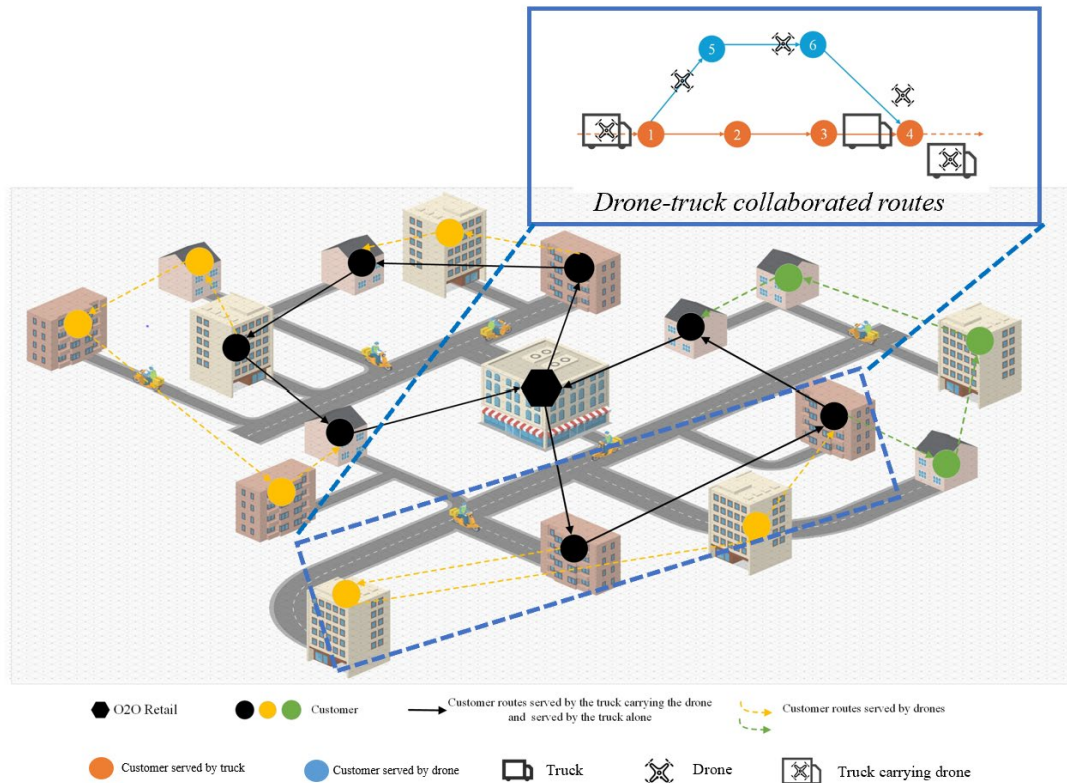 5
6
1
2
3
4
Drone-truck collaborated routes
O2O Retail
Customer
Customer routes served by the truck carrying the drone
and served by the truck alone
Customer routes served by drones
Customer served by truck
Customer served by drone
Truck
Drone
Truck carrying drone